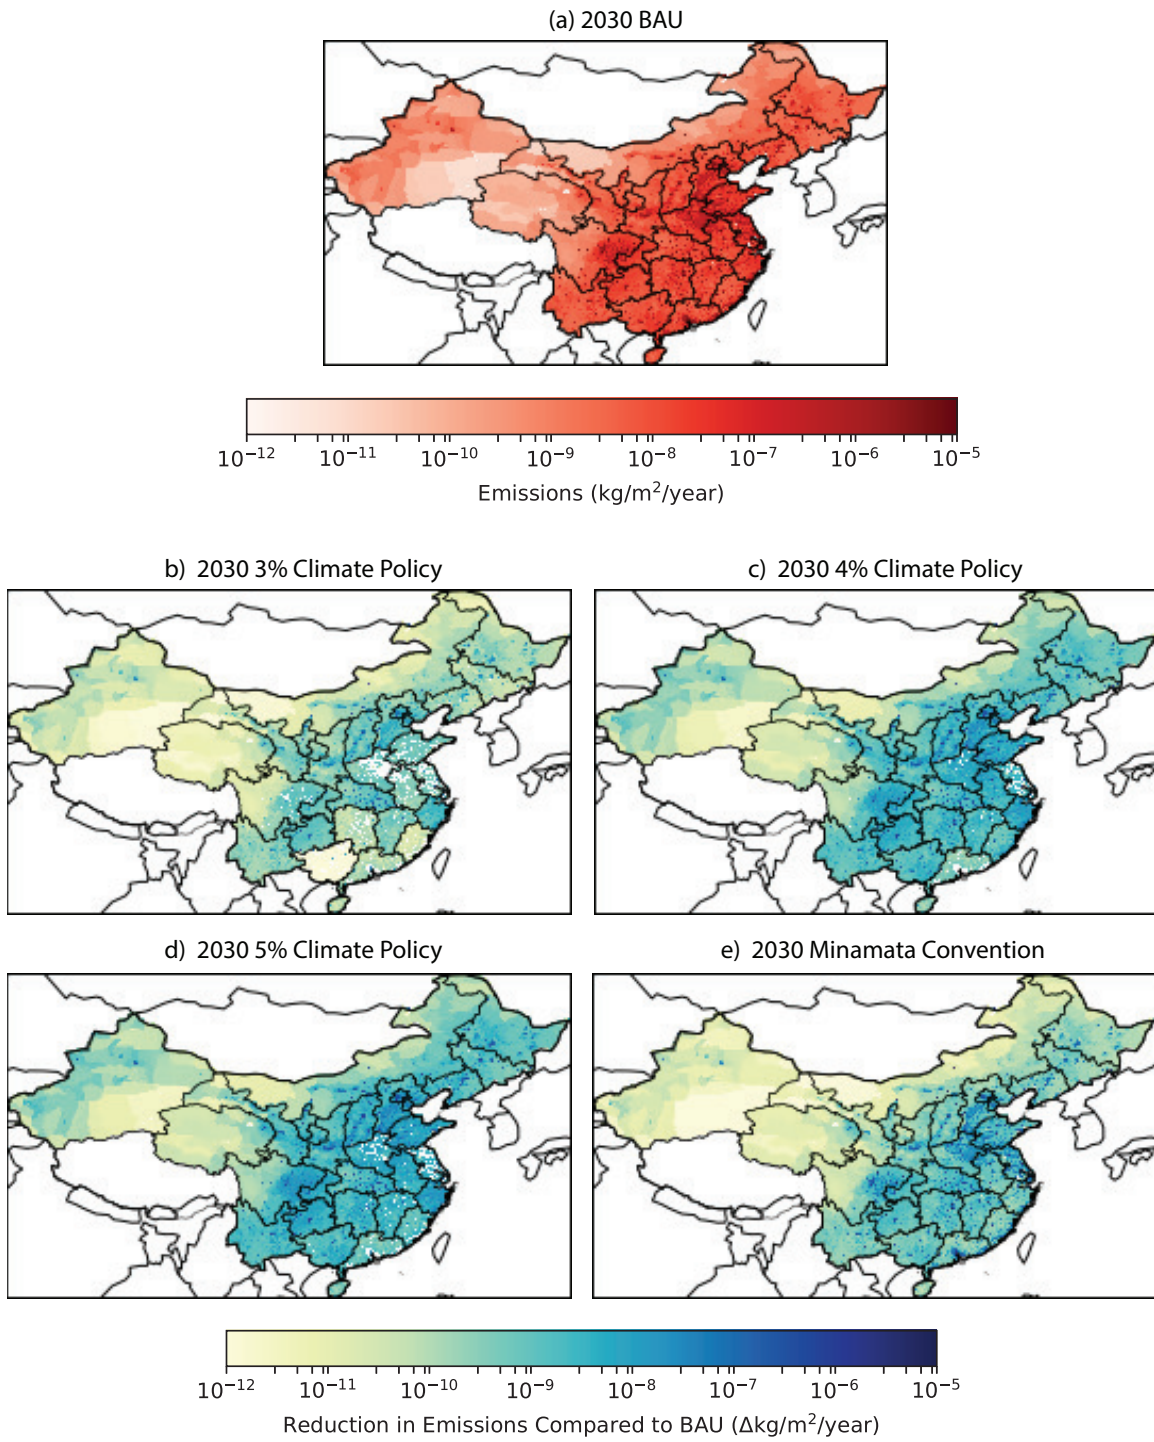 (a) 2030 BAU
10⁻¹² 10⁻¹¹ 10⁻¹⁰ 10⁻⁹ 10⁻⁸ 10⁻⁷ 10⁻⁶ 10⁻⁵
Emissions (kg/m²/year)
b) 2030 3% Climate Policy
c) 2030 4% Climate Policy
d) 2030 5% Climate Policy
e) 2030 Minamata Convention
10⁻¹² 10⁻¹¹ 10⁻¹⁰ 10⁻⁹ 10⁻⁸ 10⁻⁷ 10⁻⁶ 10⁻⁵
Reduction in Emissions Compared to BAU (Δkg/m²/year)